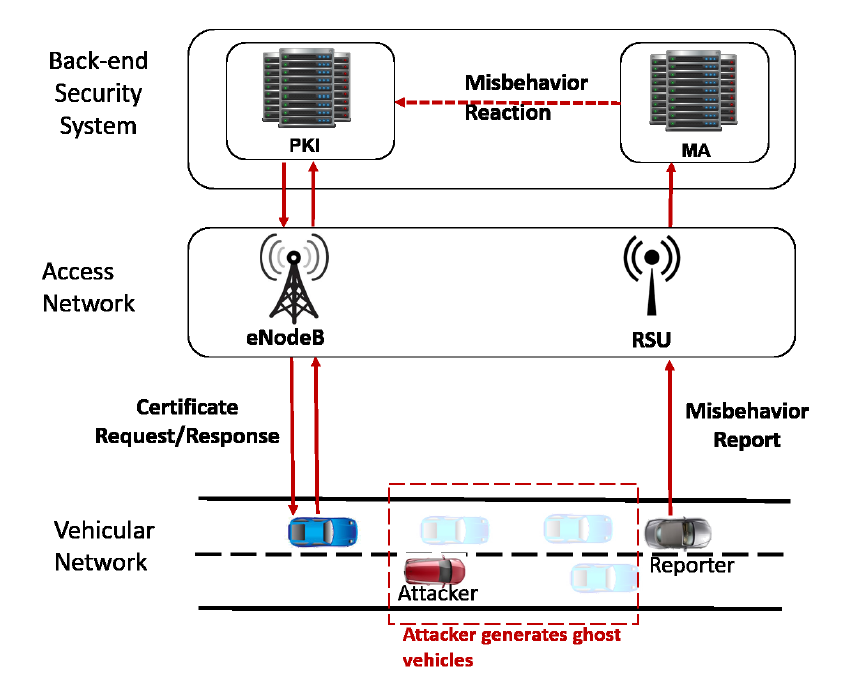 Back-end
Security
System
PKI
Misbehavior
Reaction
MA
Access
Network
eNodeB
RSU
Certificate
Request/Response
Misbehavior
Report
Vehicular
Network
Attacker
Reporter
Attacker generates ghost
vehicles